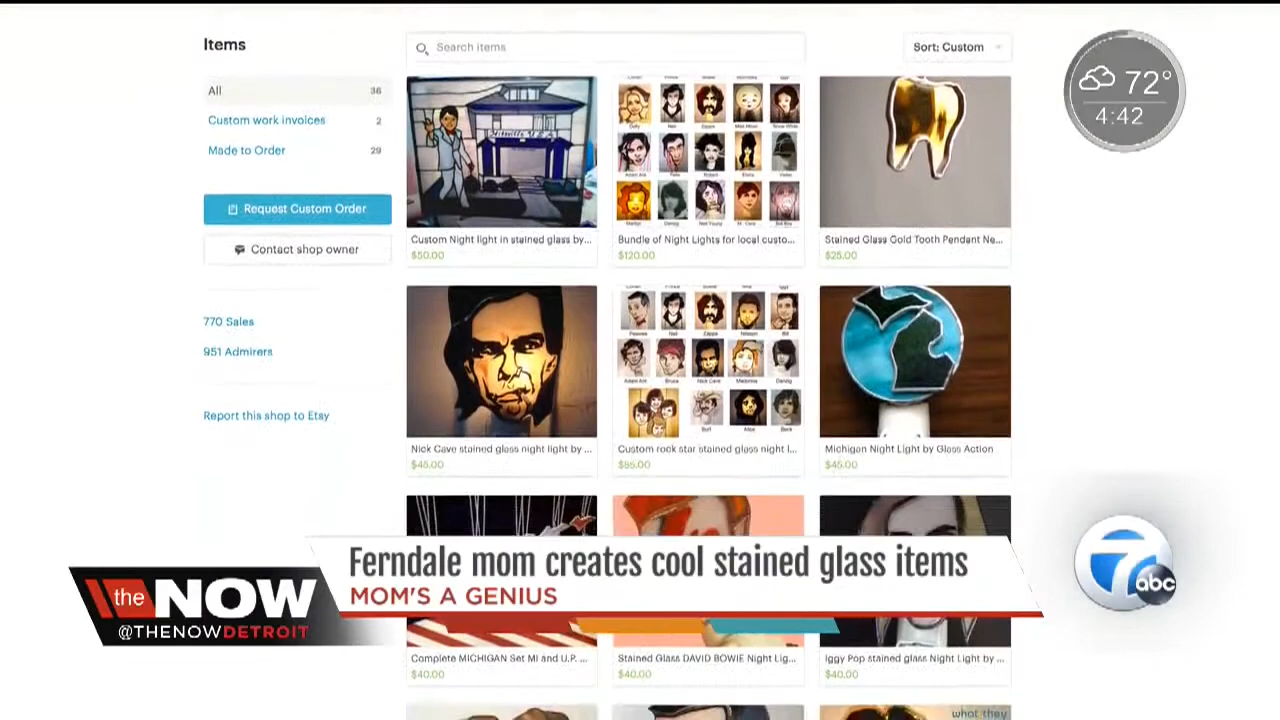 Items
Search items
Sort: Custom
72°
4:42
All 36
Custom work invoices 2
Made to Order 29
Request Custom Order
Contact shop owner
770 Sales
951 Admirers
Report this shop to Etsy
Custom Night light in stained glass by...
$50.00
Bundle of Night Lights for local custo...
$120.00
Stained Glass Gold Tooth Pendant Ne...
$25.00
Nick Cave stained glass night light by ...
$45.00
Custom rock star stained glass night l...
Michigan Night Light by Glass Action
$45.00
Ferndale mom creates cool stained glass items
MOM'S A GENIUS
the NOW
@THENOWDETROIT
7 abc
Complete MICHIGAN Set MI and U.P. ...
$40.00
Stained Glass DAVID BOWIE Night Lig...
$40.00
Iggy Pop stained glass Night Light by ...
$40.00
what they